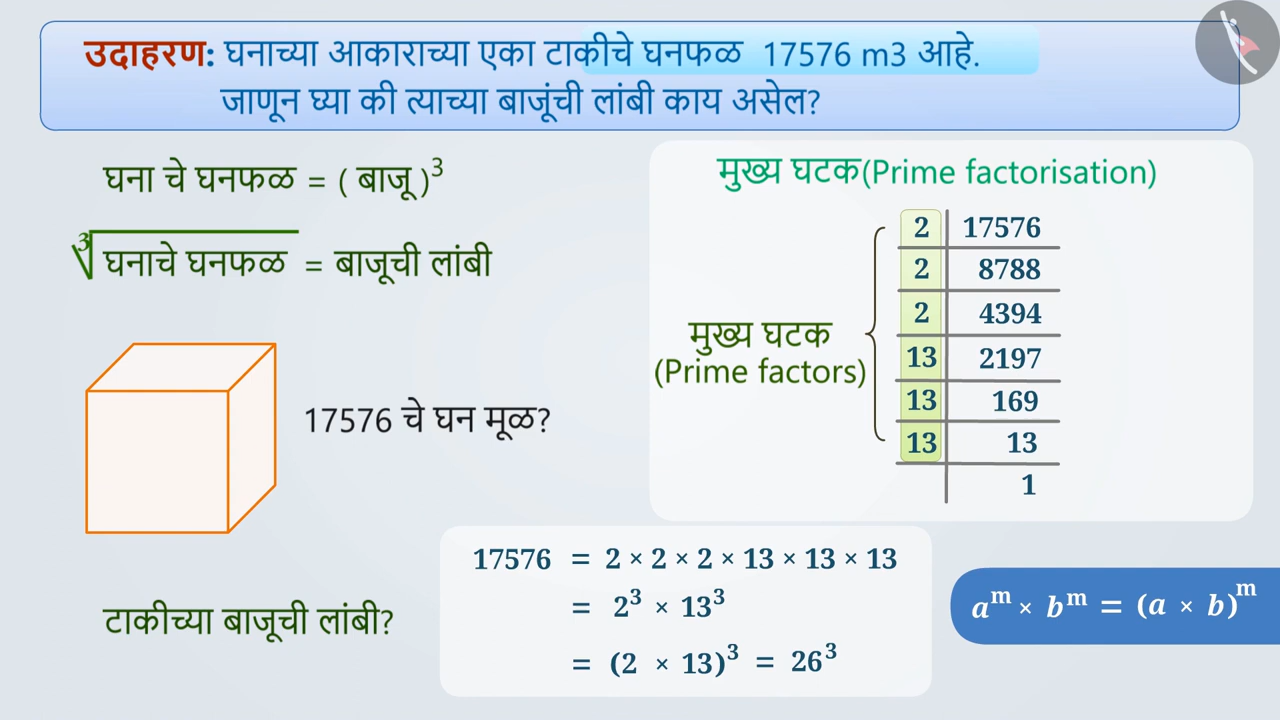 उदाहरण: घनाच्या आकाराच्या एका टाकीचे घनफळ 17576 m3 आहे.
जाणून घ्या की त्याच्या बाजूंची लांबी काय असेल?
घना चे घनफळ = ( बाजू )³
∛घनाचे घनफळ = बाजूची लांबी
17576 चे घन मूळ?
टाकीच्या बाजूची लांबी?
मुख्य घटक(Prime factorisation)
मुख्य घटक
(Prime factors)
2 17576
2 8788
2 4394
13 2197
13 169
13 13
1
17576 = 2 × 2 × 2 × 13 × 13 × 13
= 2³ × 13³
= (2 × 13)³ = 26³
aᵐ × bᵐ = (a × b)ᵐ